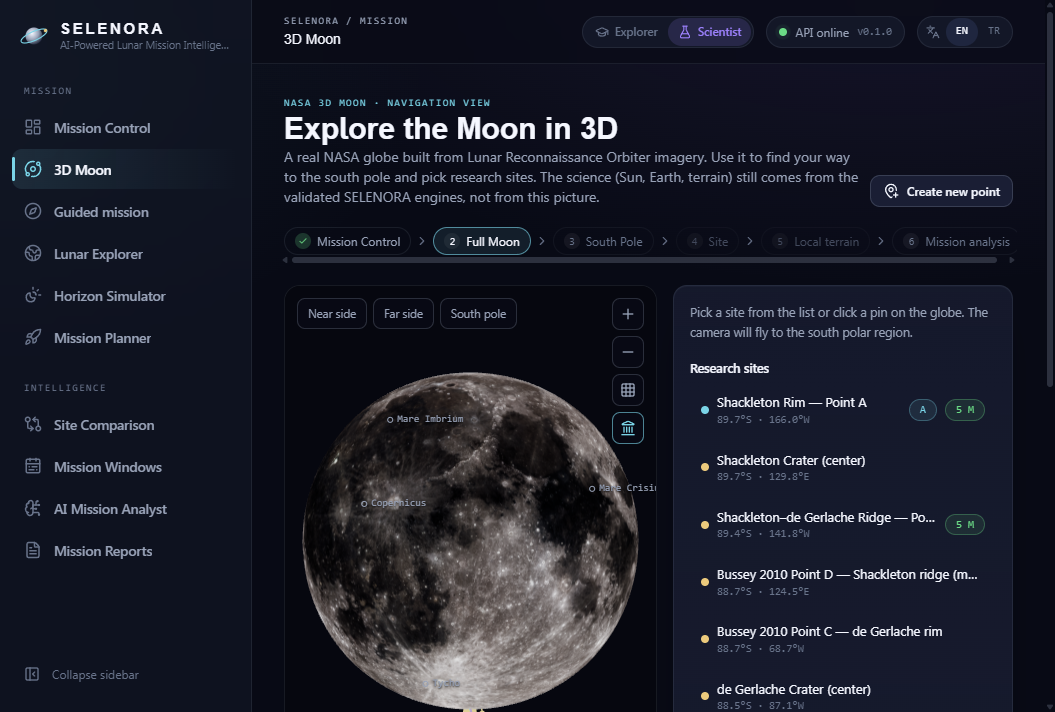 SELENORA
AI-Powered Lunar Mission Intellige...
MISSION
Mission Control
3D Moon
Guided mission
Lunar Explorer
Horizon Simulator
Mission Planner
INTELLIGENCE
Site Comparison
Mission Windows
AI Mission Analyst
Mission Reports
Collapse sidebar
SELENORA / MISSION
3D Moon
Explorer
Scientist
API online v0.1.0
EN
TR
NASA 3D MOON · NAVIGATION VIEW
Explore the Moon in 3D
A real NASA globe built from Lunar Reconnaissance Orbiter imagery. Use it to find your way
to the south pole and pick research sites. The science (Sun, Earth, terrain) still comes from the
validated SELENORA engines, not from this picture.
Create new point
Mission Control
2 Full Moon
3 South Pole
4 Site
5 Local terrain
6 Mission analysis
Near side
Far side
South pole
Mare Imbrium
Mare Crisiu
Copernicus
Tycho
Pick a site from the list or click a pin on the globe. The
camera will fly to the south polar region.
Research sites
Shackleton Rim — Point A
A
5 M
89.7°S · 166.0°W
Shackleton Crater (center)
89.7°S · 129.8°E
Shackleton–de Gerlache Ridge — Po...
5 M
89.4°S · 141.8°W
Bussey 2010 Point D — Shackleton ridge (m...
88.7°S · 124.5°E
Bussey 2010 Point C — de Gerlache rim
88.7°S · 68.7°W
de Gerlache Crater (center)
88.5°S · 87.1°W